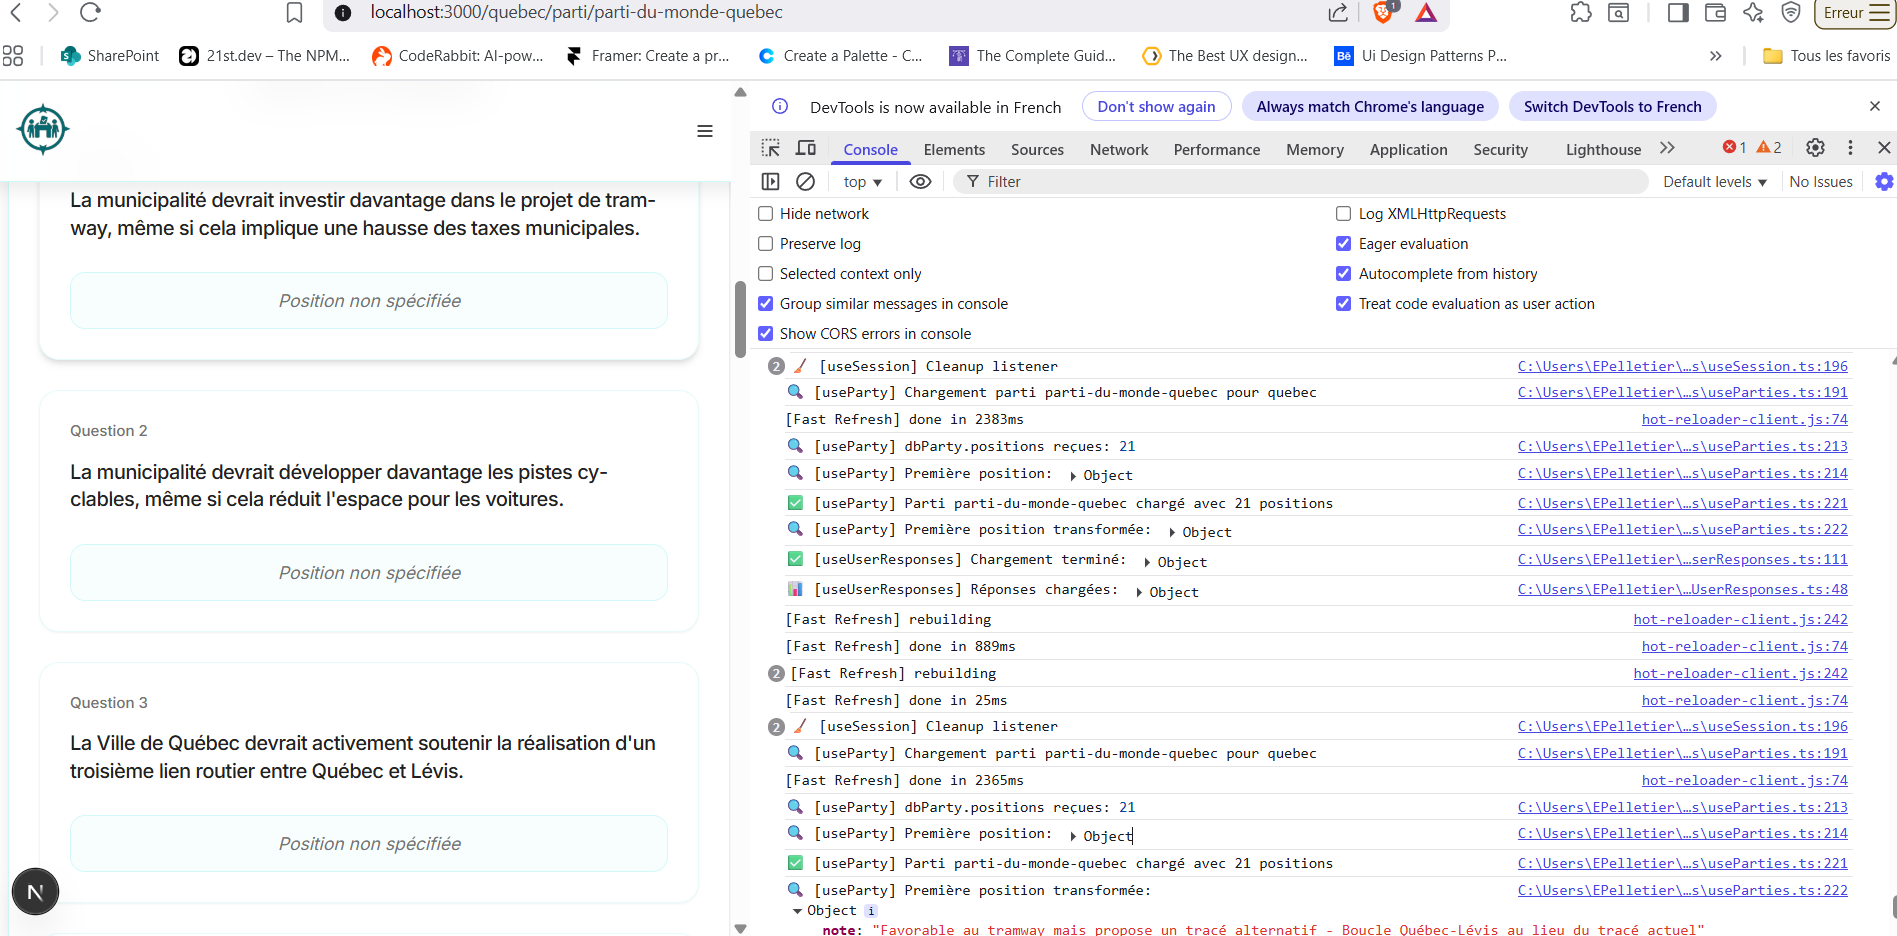 localhost:3000/quebec/parti/parti-du-monde-quebec
1
Erreur
SharePoint
21st.dev – The NPM...
CodeRabbit: AI-pow...
Framer: Create a pr...
Create a Palette - C...
The Complete Guid...
The Best UX design...
Bē
Ui Design Patterns P...
»
Tous les favoris
La municipalité devrait investir davantage dans le projet de tram-
way, même si cela implique une hausse des taxes municipales.
Position non spécifiée
Question 2
La municipalité devrait développer davantage les pistes cy-
clables, même si cela réduit l'espace pour les voitures.
Position non spécifiée
Question 3
La Ville de Québec devrait activement soutenir la réalisation d'un
troisième lien routier entre Québec et Lévis.
Position non spécifiée
N
DevTools is now available in French
Don't show again
Always match Chrome's language
Switch DevTools to French
Console
Elements
Sources
Network
Performance
Memory
Application
Security
Lighthouse
»
1
2
top
Filter
Default levels
No Issues
Hide network
Log XMLHttpRequests
Preserve log
Eager evaluation
Selected context only
Autocomplete from history
Group similar messages in console
Treat code evaluation as user action
Show CORS errors in console
2 [useSession] Cleanup listener C:\Users\EPelletier\…s\useSession.ts:196
[useParty] Chargement parti parti-du-monde-quebec pour quebec C:\Users\EPelletier\…s\useParties.ts:191
[Fast Refresh] done in 2383ms hot-reloader-client.js:74
[useParty] dbParty.positions reçues: 21 C:\Users\EPelletier\…s\useParties.ts:213
[useParty] Première position: Object C:\Users\EPelletier\…s\useParties.ts:214
[useParty] Parti parti-du-monde-quebec chargé avec 21 positions C:\Users\EPelletier\…s\useParties.ts:221
[useParty] Première position transformée: Object C:\Users\EPelletier\…s\useParties.ts:222
[useUserResponses] Chargement terminé: Object C:\Users\EPelletier\…serResponses.ts:111
[useUserResponses] Réponses chargées: Object C:\Users\EPelletier\…UserResponses.ts:48
[Fast Refresh] rebuilding hot-reloader-client.js:242
[Fast Refresh] done in 889ms hot-reloader-client.js:74
2 [Fast Refresh] rebuilding hot-reloader-client.js:242
[Fast Refresh] done in 25ms hot-reloader-client.js:74
2 [useSession] Cleanup listener C:\Users\EPelletier\…s\useSession.ts:196
[useParty] Chargement parti parti-du-monde-quebec pour quebec C:\Users\EPelletier\…s\useParties.ts:191
[Fast Refresh] done in 2365ms hot-reloader-client.js:74
[useParty] dbParty.positions reçues: 21 C:\Users\EPelletier\…s\useParties.ts:213
[useParty] Première position: Object C:\Users\EPelletier\…s\useParties.ts:214
[useParty] Parti parti-du-monde-quebec chargé avec 21 positions C:\Users\EPelletier\…s\useParties.ts:221
[useParty] Première position transformée: C:\Users\EPelletier\…s\useParties.ts:222
Object i
note: "Favorable au tramway mais propose un tracé alternatif - Boucle Québec-Lévis au lieu du tracé actuel"